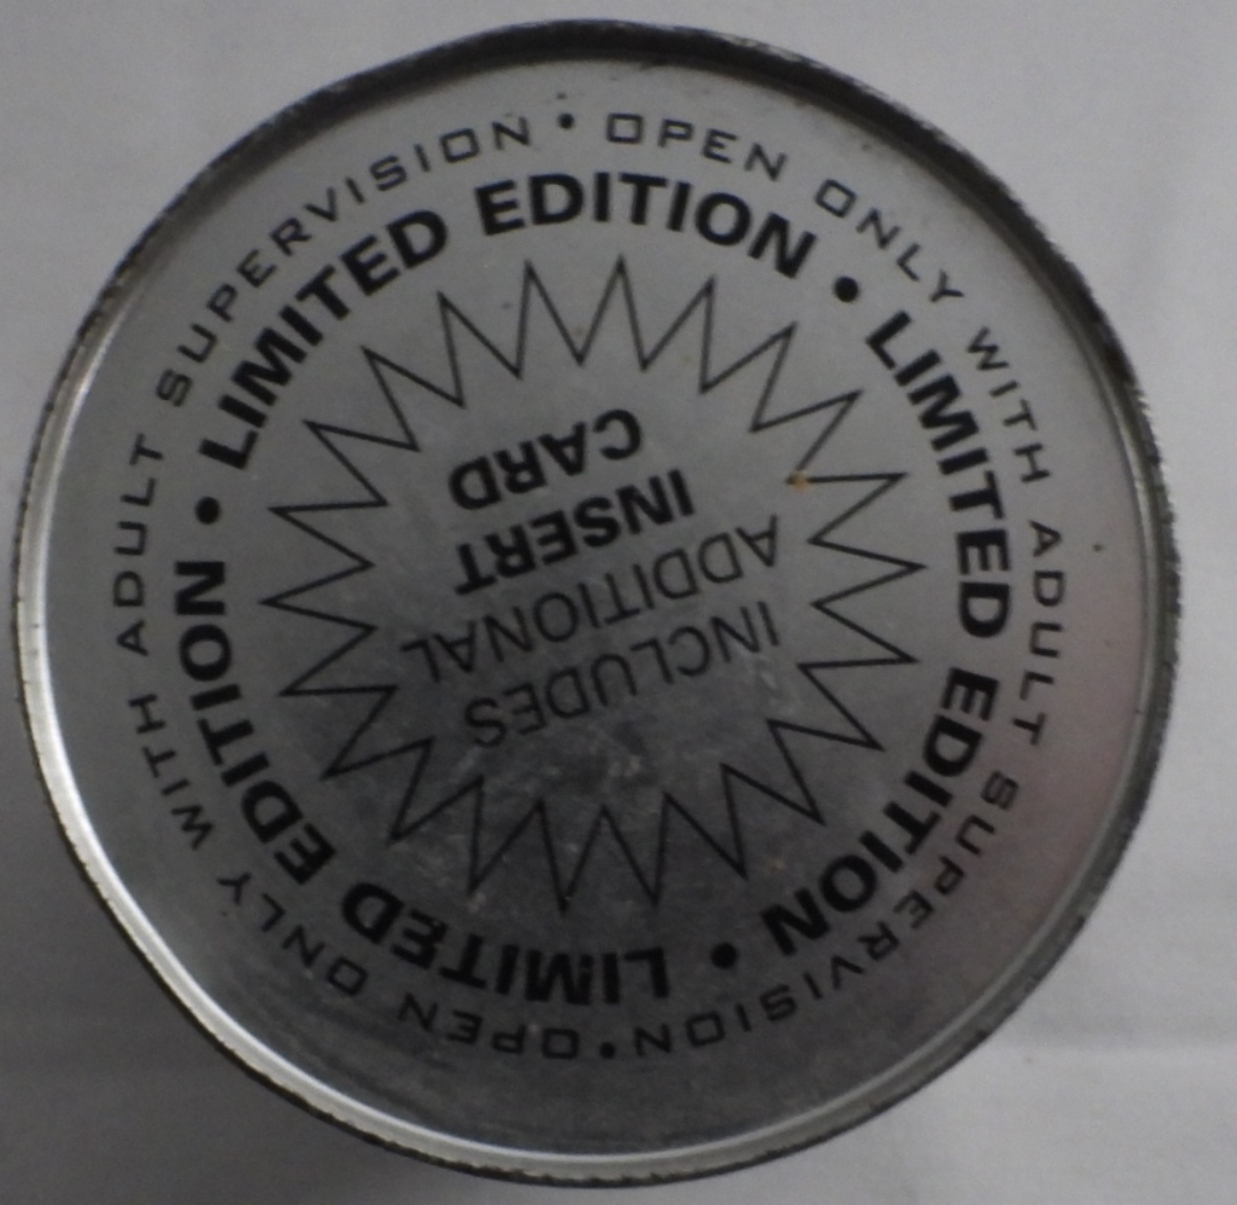 OPEN ONLY WITH ADULT SUPERVISION • OPEN ONLY WITH ADULT SUPERVISION •
LIMITED EDITION • LIMITED EDITION • LIMITED EDITION •
INCLUDES
ADDITIONAL
INSERT
CARD